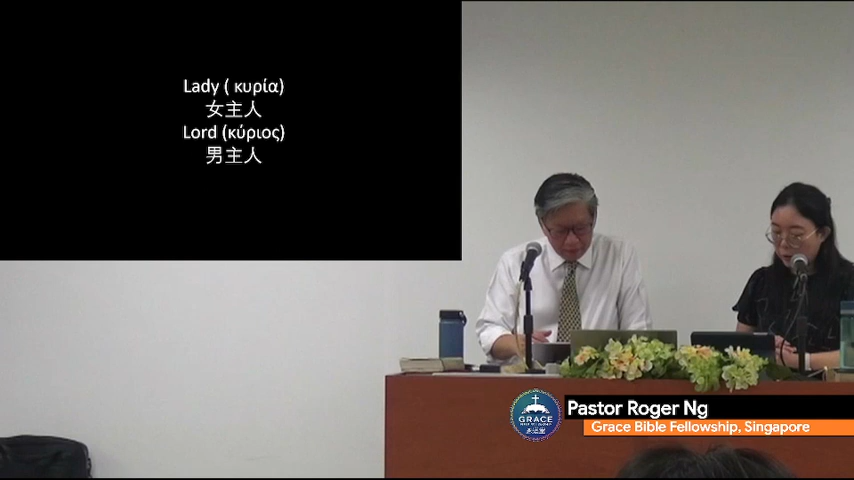 Lady ( κυρία)
女主人
Lord (κύριος)
男主人
GRACE
Pastor Roger Ng
Grace Bible Fellowship, Singapore